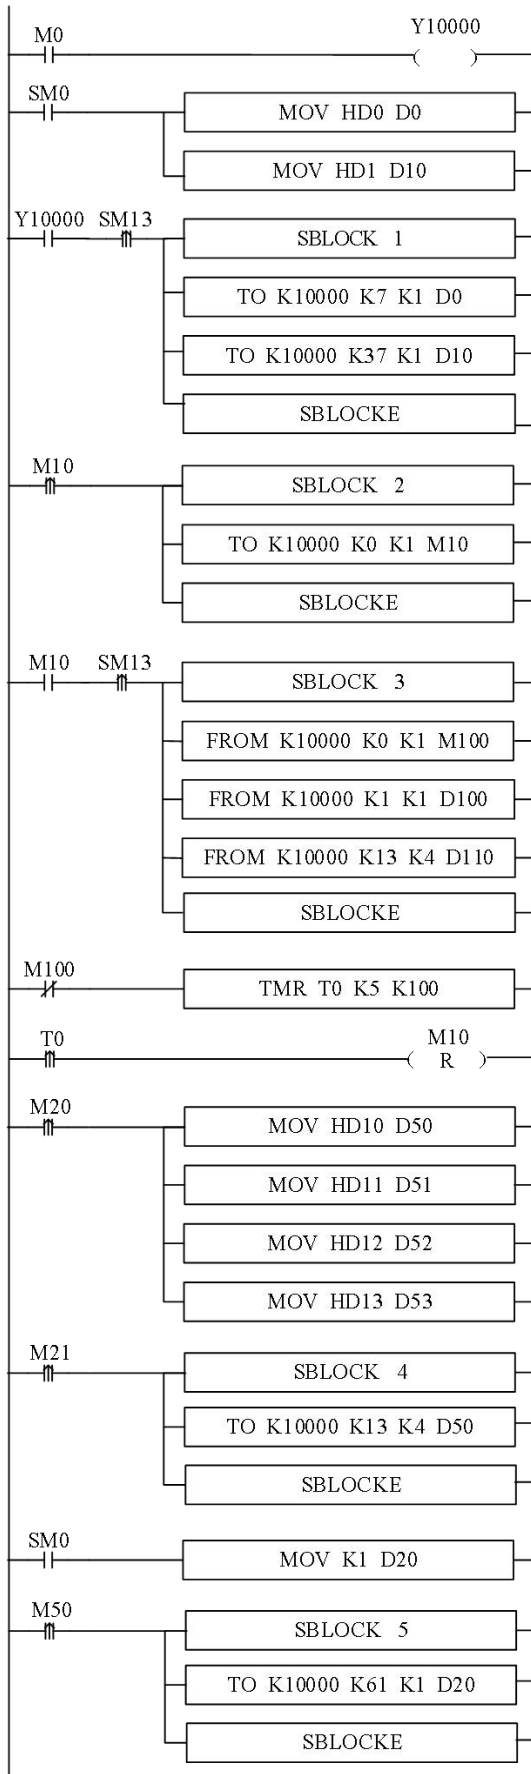 M0 Y10000
SM0
MOV HD0 D0
MOV HD1 D10
Y10000 SM13
SBLOCK 1
TO K10000 K7 K1 D0
TO K10000 K37 K1 D10
SBLOCKE
M10
SBLOCK 2
TO K10000 K0 K1 M10
SBLOCKE
M10 SM13
SBLOCK 3
FROM K10000 K0 K1 M100
FROM K10000 K1 K1 D100
FROM K10000 K13 K4 D110
SBLOCKE
M100
TMR T0 K5 K100
T0 M10
R
M20
MOV HD10 D50
MOV HD11 D51
MOV HD12 D52
MOV HD13 D53
M21
SBLOCK 4
TO K10000 K13 K4 D50
SBLOCKE
SM0
MOV K1 D20
M50
SBLOCK 5
TO K10000 K61 K1 D20
SBLOCKE